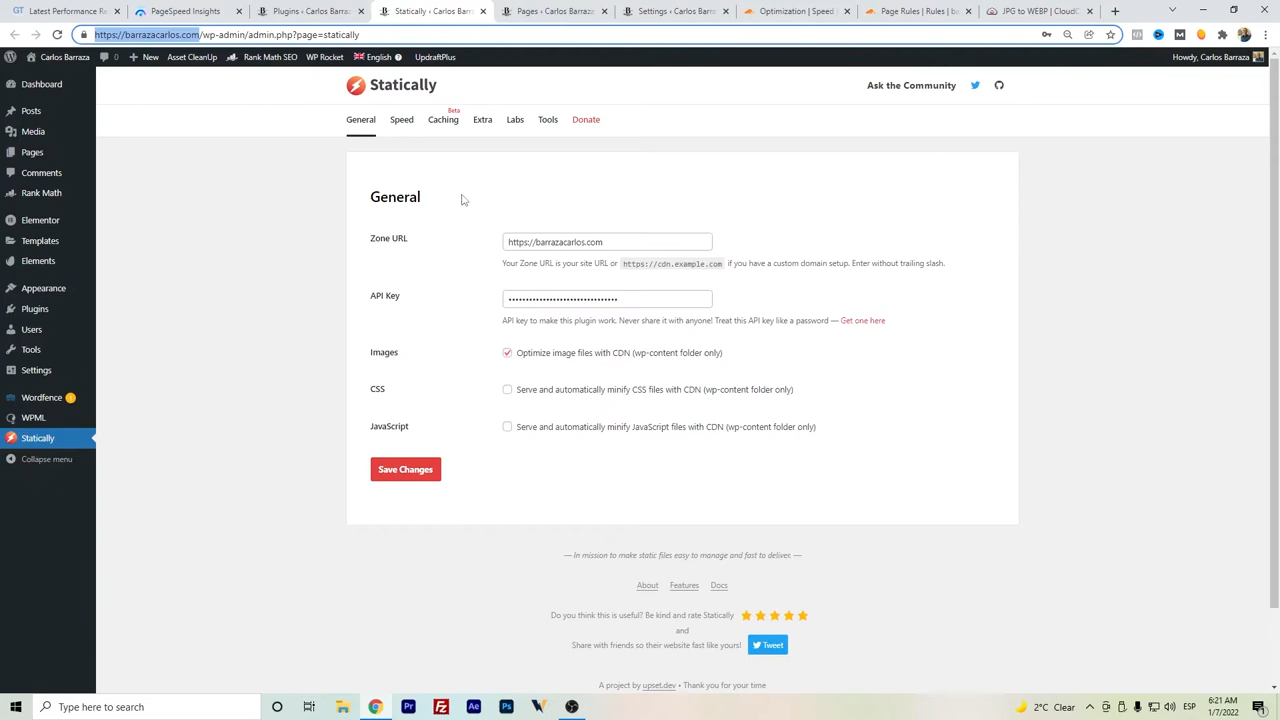 Latest Performance Re
PageSpeed Insights
Plugins ‹ Carlos Barraz
Statically ‹ Carlos Barr
Plugins ‹ Carlos Barraz
Settings ‹ Carlos Barra
Optimization | Speed |
Page Rules | Rules | b
JPG to WEBP | CloudC
https://barrazacarlos.com/wp-admin/admin.php?page=statically
Carlos Barraza
0
New
Asset CleanUp
Rank Math SEO
WP Rocket
English
UpdraftPlus
Howdy, Carlos Barraza
Dashboard
Posts
Media
Pages
Comments
Rank Math
Elementor
Templates
Elements
Appearance
Plugins
Users
Tools
Settings
Wordfence 1
WPML
Statically
Collapse menu
Statically
Ask the Community
General
Speed
Caching
Beta
Extra
Labs
Tools
Donate
General
Zone URL
https://barrazacarlos.com
Your Zone URL is your site URL or https://cdn.example.com if you have a custom domain setup. Enter without trailing slash.
API Key
API key to make this plugin work. Never share it with anyone! Treat this API key like a password — Get one here
Images
Optimize image files with CDN (wp-content folder only)
CSS
Serve and automatically minify CSS files with CDN (wp-content folder only)
JavaScript
Serve and automatically minify JavaScript files with CDN (wp-content folder only)
Save Changes
— In mission to make static files easy to manage and fast to deliver. —
About
Features
Docs
Do you think this is useful? Be kind and rate Statically
and
Share with friends so their website fast like yours!
Tweet
A project by upset.dev • Thank you for your time
Type here to search
2°C Clear
ESP
6:21 AM
1/7/2022